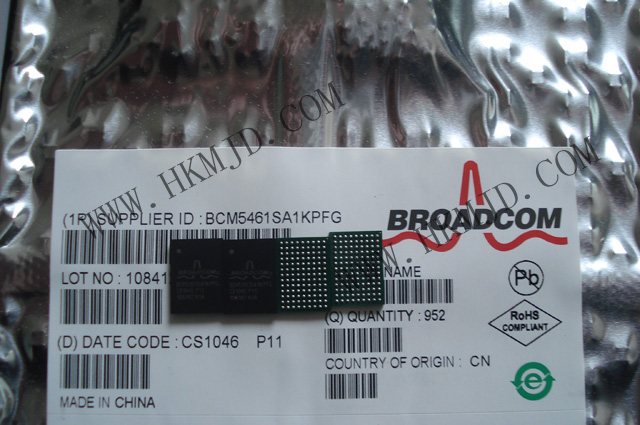 WWW.HKMJD.COM
WWW.HKMJD.COM
(1P) SUPPLIER ID : BCM5461SA1KPFG
BROADCOM
LOT NO : 10841
NAME
(Q) QUANTITY : 952
(D) DATE CODE : CS1046 P11
COUNTRY OF ORIGIN : CN
MADE IN CHINA
Pb
RoHS
COMPLIANT
e
BROADCOM